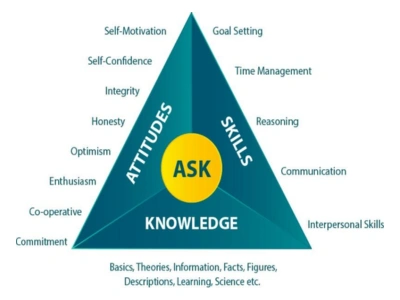 Self-Motivation
Goal Setting
Self-Confidence
Time Management
Integrity
Honesty
Reasoning
Optimism
Enthusiasm
Communication
Co-operative
Interpersonal Skills
Commitment
ATTITUDES
SKILLS
ASK
KNOWLEDGE
Basics, Theories, Information, Facts, Figures,
Descriptions, Learning, Science etc.